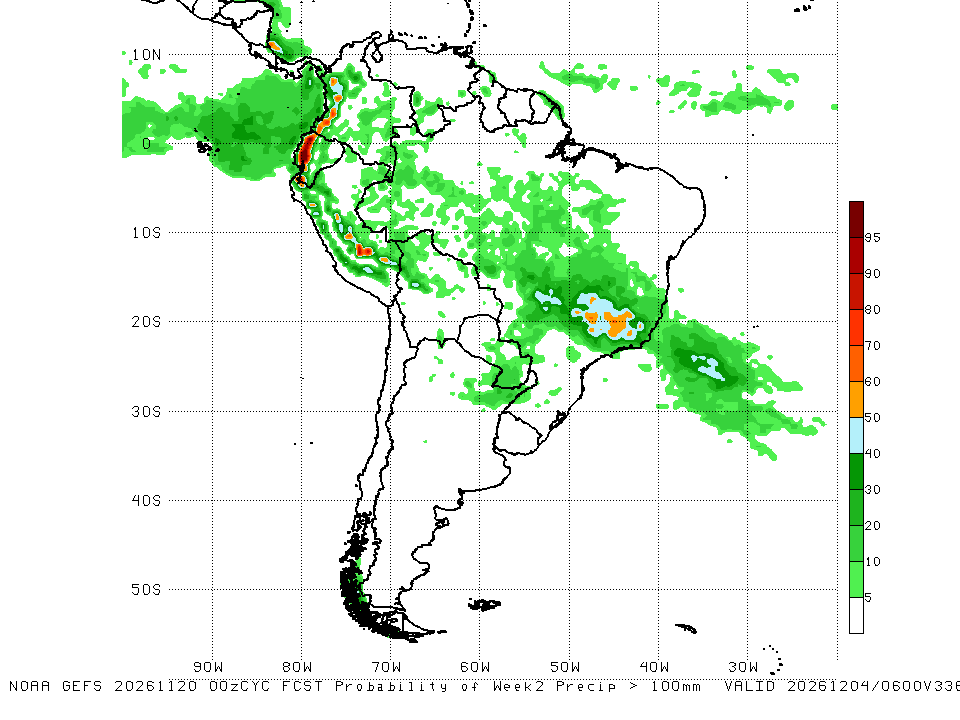 10N
0
10S
20S
30S
40S
50S
90W 80W 70W 60W 50W 40W 30W
95
90
80
70
60
50
40
30
20
10
5
NOAA GEFS 20261120 00zCYC FCST Probability of Week2 Precip > 100mm VALID 20261204/0600V336